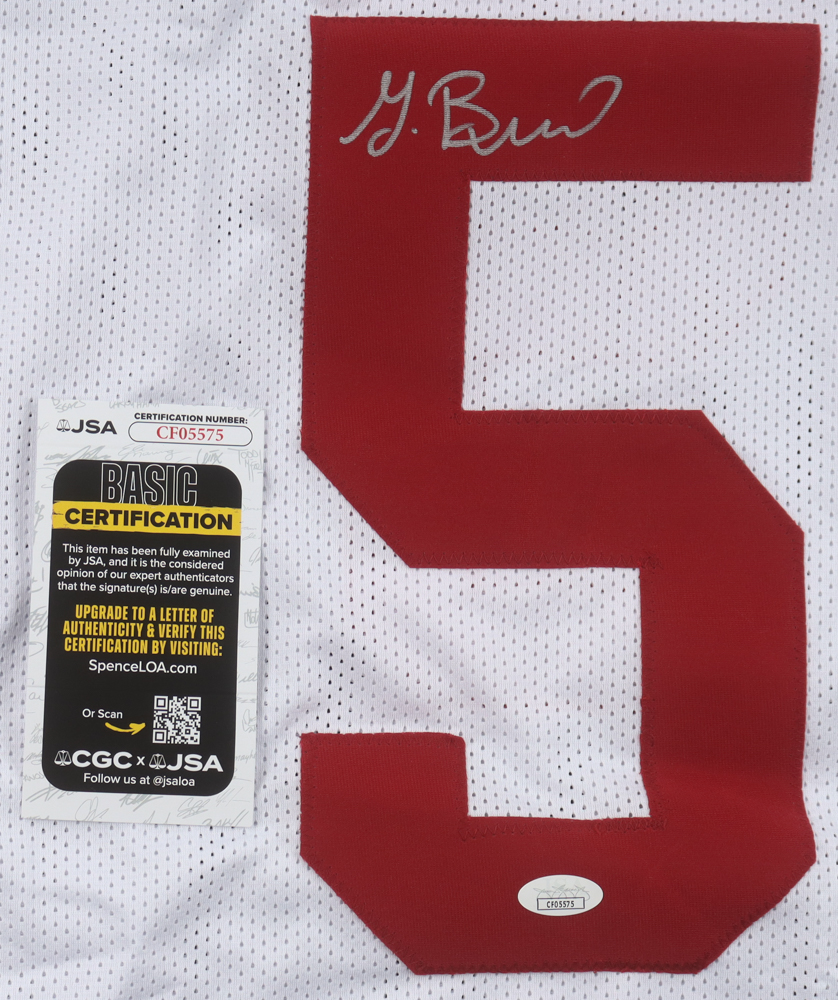 5
JSA
CERTIFICATION NUMBER:
CF05575
BASIC
CERTIFICATION
This item has been fully examined
by JSA, and it is the considered
opinion of our expert authenticators
that the signature(s) is/are genuine.
UPGRADE TO A LETTER OF
AUTHENTICITY & VERIFY THIS
CERTIFICATION BY VISITING:
SpenceLOA.com
Or Scan
CGC x JSA
Follow us at @jsaloa
CF05575